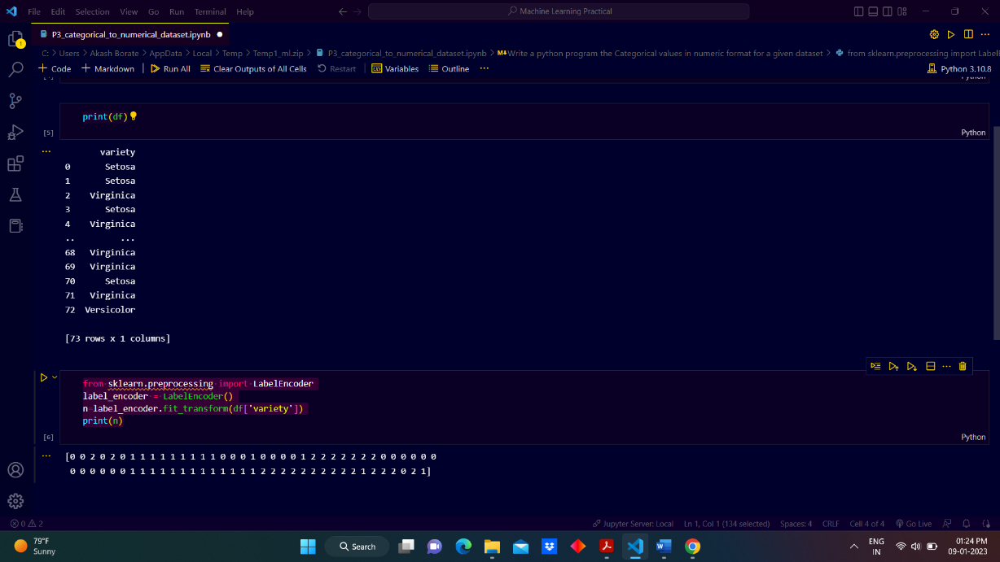 File Edit Selection View Go Run Terminal Help
Machine Learning Practical
P3_categorical_to_numerical_dataset.ipynb
C: > Users > Akash Borate > AppData > Local > Temp > Temp1_ml.zip > P3_categorical_to_numerical_dataset.ipynb > M↓Write a python program the Categorical values in numeric format for a given dataset > from sklearn.preprocessing import Label
+ Code + Markdown Run All Clear Outputs of All Cells Restart Variables Outline ... Python 3.10.8
print(df)
[5] Python
variety
0 Setosa
1 Setosa
2 Virginica
3 Setosa
4 Virginica
.. ...
68 Virginica
69 Virginica
70 Setosa
71 Virginica
72 Versicolor
[73 rows x 1 columns]
from sklearn.preprocessing import LabelEncoder
label_encoder = LabelEncoder()
n label_encoder.fit_transform(df['variety'])
print(n)
[6] Python
[0 0 2 0 2 0 1 1 1 1 1 1 1 1 1 0 0 0 1 0 0 0 0 1 2 2 2 2 2 2 2 0 0 0 0 0 0
0 0 0 0 0 0 1 1 1 1 1 1 1 1 1 1 1 1 1 2 2 2 2 2 2 2 2 2 2 1 2 2 2 0 2 1]
0 2 Jupyter Server: Local Ln 1, Col 1 (134 selected) Spaces: 4 CRLF Cell 4 of 4 Go Live
79°F
Sunny
Search
ENG
IN
01:24 PM
09-01-2023